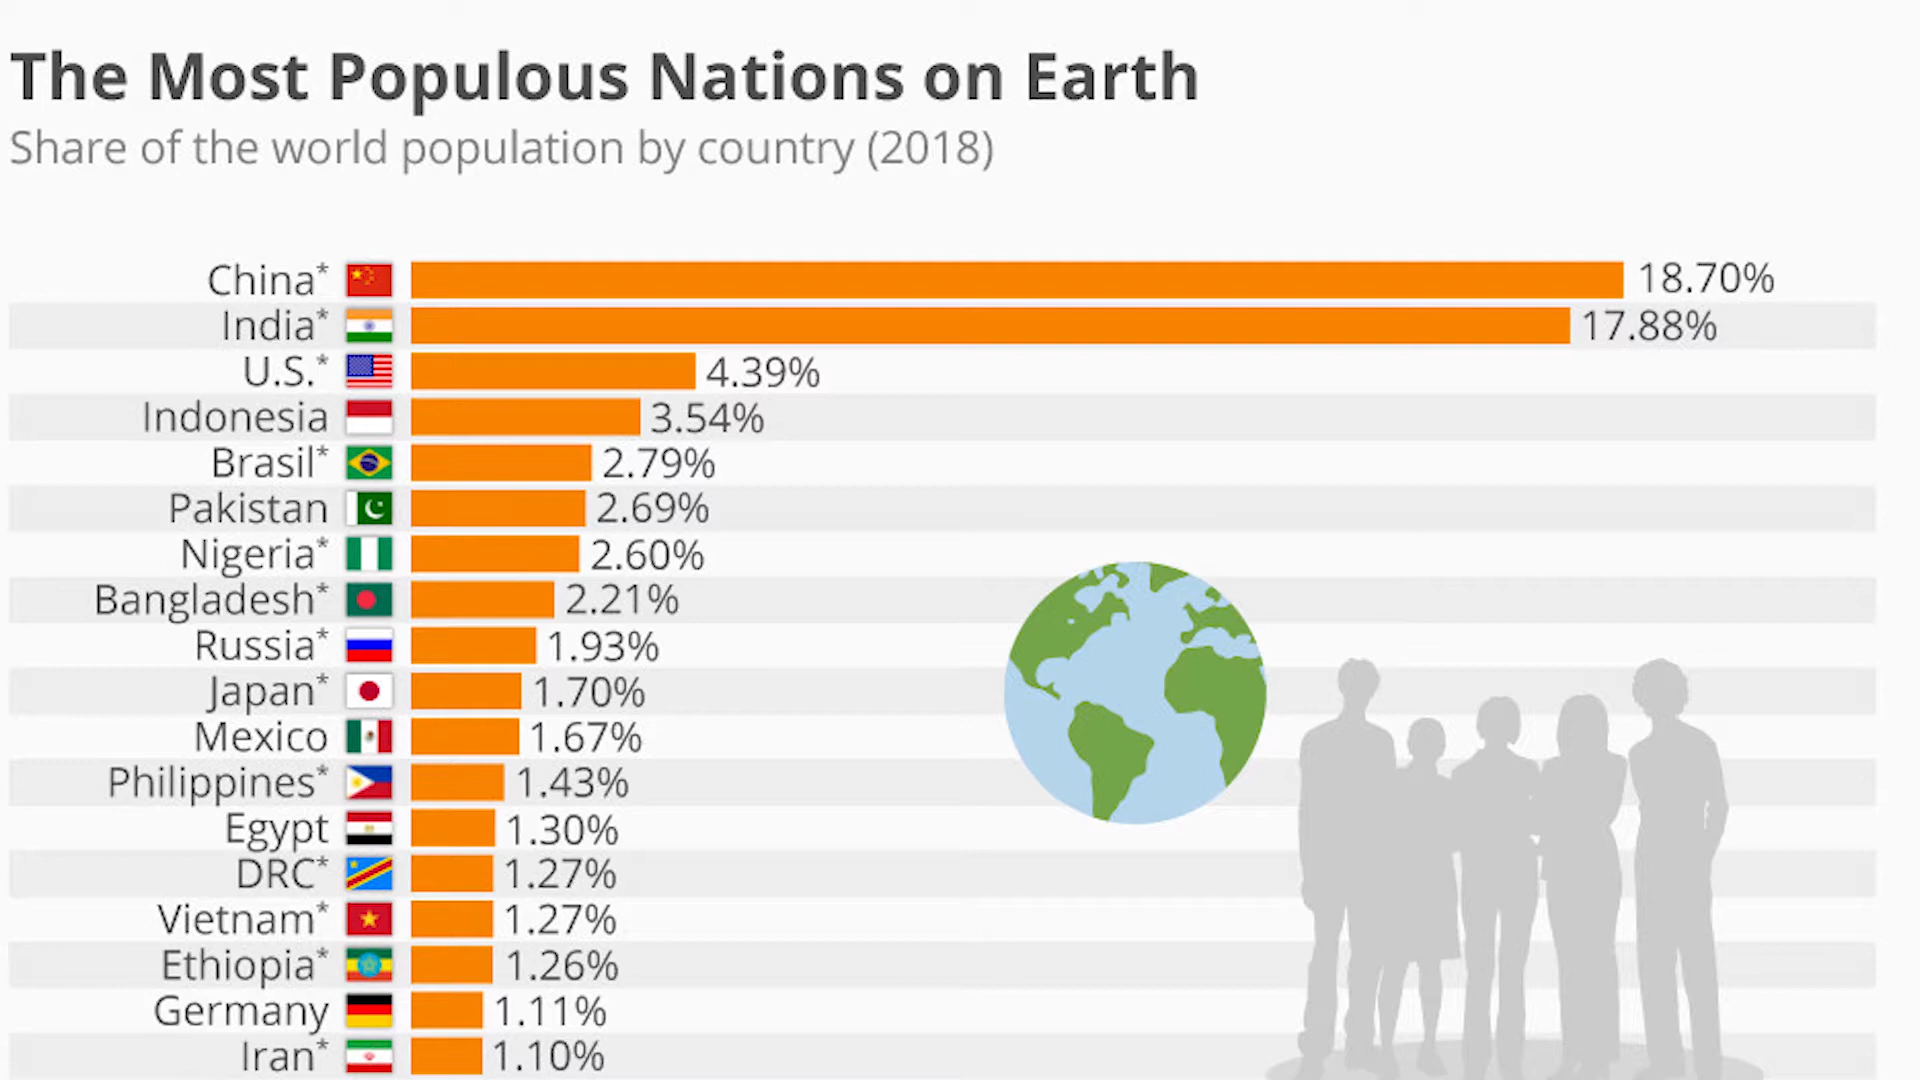 The Most Populous Nations on Earth
Share of the world population by country (2018)
China* 18.70%
India* 17.88%
U.S.* 4.39%
Indonesia 3.54%
Brasil* 2.79%
Pakistan 2.69%
Nigeria* 2.60%
Bangladesh* 2.21%
Russia* 1.93%
Japan* 1.70%
Mexico 1.67%
Philippines* 1.43%
Egypt 1.30%
DRC* 1.27%
Vietnam* 1.27%
Ethiopia* 1.26%
Germany 1.11%
Iran* 1.10%